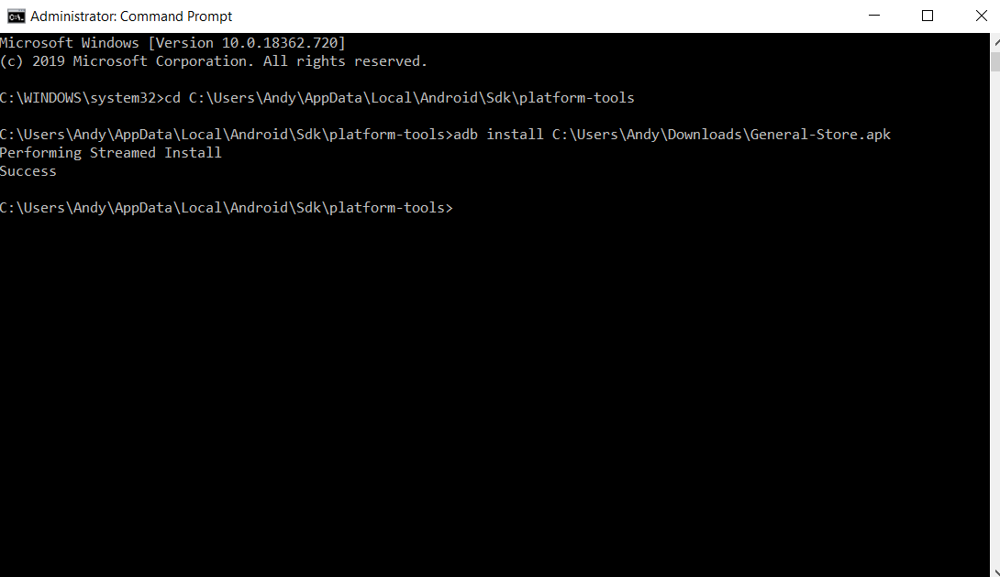 Administrator: Command Prompt
Microsoft Windows [Version 10.0.18362.720]
(c) 2019 Microsoft Corporation. All rights reserved.
C:\WINDOWS\system32>cd C:\Users\Andy\AppData\Local\Android\Sdk\platform-tools
C:\Users\Andy\AppData\Local\Android\Sdk\platform-tools>adb install C:\Users\Andy\Downloads\General-Store.apk
Performing Streamed Install
Success
C:\Users\Andy\AppData\Local\Android\Sdk\platform-tools>